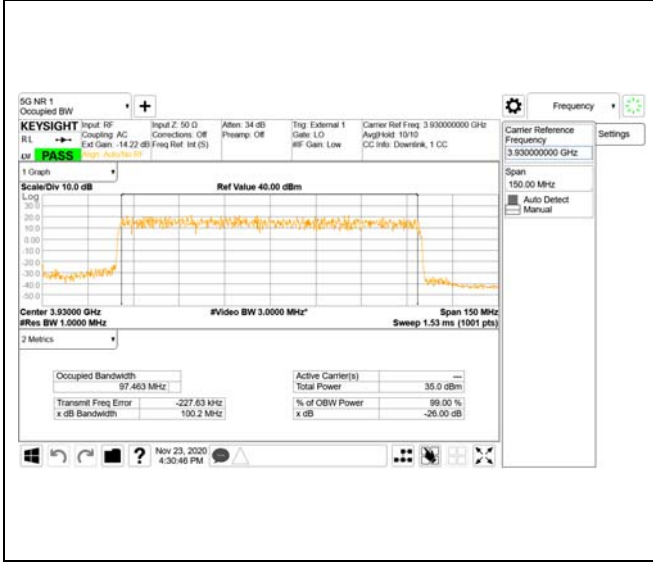 5G NR 1
Occupied BW
+
Frequency
KEYSIGHT
R L
LW PASS
Input: RF
Coupling: AC
Ext Gain: -14.22 dB
Align: Auto/No RF
Input Z: 50 Ω
Corrections: Off
Freq Ref: Int (S)
Atten: 34 dB
Preamp: Off
Trig: External 1
Gate: LO
#IF Gain: Low
Carrier Ref Freq: 3.930000000 GHz
Avg|Hold: 10/10
CC Info: Downlink, 1 CC
Carrier Reference
Frequency
3.930000000 GHz
Settings
Span
150.00 MHz
Auto Detect
Manual
1 Graph
Scale/Div 10.0 dB
Ref Value 40.00 dBm
Log
30.0
20.0
10.0
0.00
-10.0
-20.0
-30.0
-40.0
-50.0
Center 3.93000 GHz
#Video BW 3.0000 MHz*
Span 150 MHz
#Res BW 1.0000 MHz
Sweep 1.53 ms (1001 pts)
2 Metrics
Occupied Bandwidth
97.463 MHz
Active Carrier(s) ---
Total Power 35.0 dBm
Transmit Freq Error -227.63 kHz
% of OBW Power 99.00 %
x dB Bandwidth 100.2 MHz
x dB -26.00 dB
?
Nov 23, 2020
4:30:46 PM